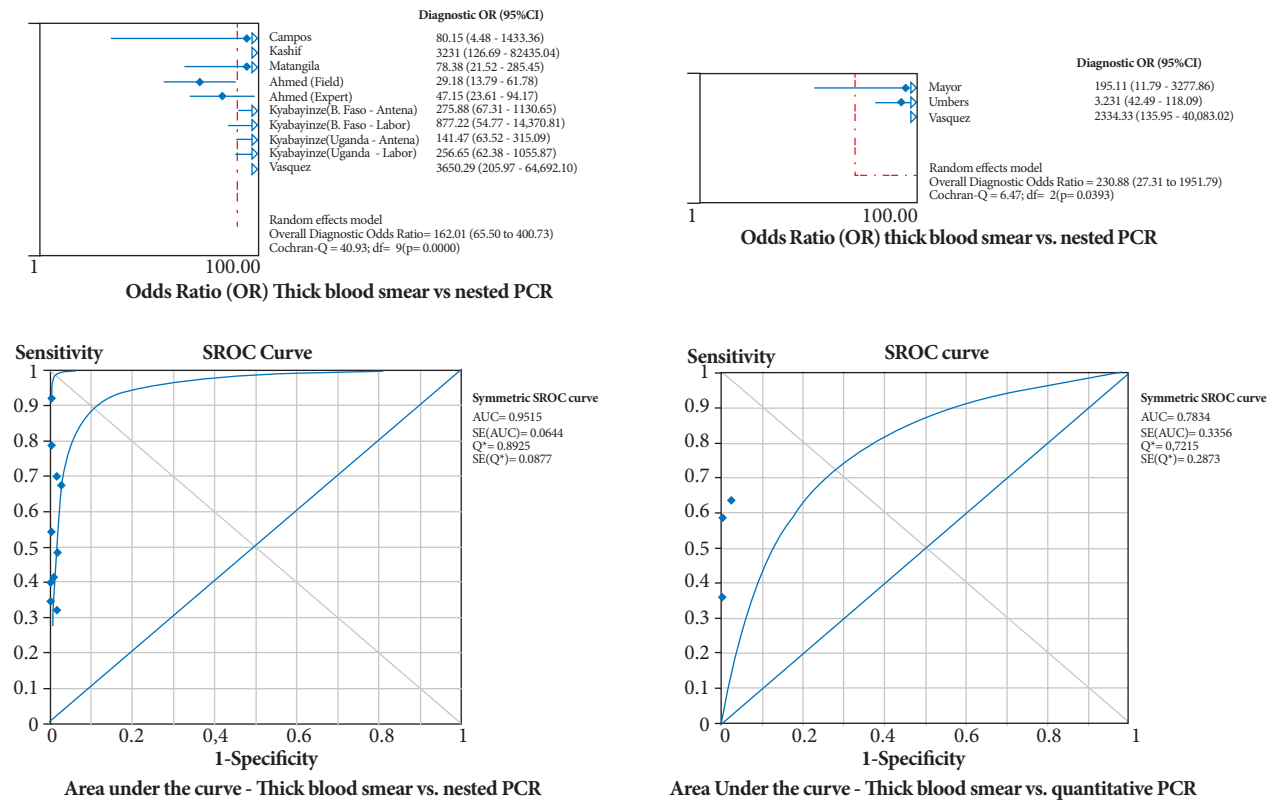 Diagnostic OR (95%CI)
Campos 80.15 (4.48 - 1433.36)
Kashif 3231 (126.69 - 82435.04)
Matangila 78.38 (21.52 - 285.45)
Ahmed (Field) 29.18 (13.79 - 61.78)
Ahmed (Expert) 47.15 (23.61 - 94.17)
Kyabayinze(B. Faso - Antena) 275.88 (67.31 - 1130.65)
Kyabayinze(B. Faso - Labor) 877.22 (54.77 - 14,370.81)
Kyabayinze(Uganda - Antena) 141.47 (63.52 - 315.09)
Kyabayinze(Uganda - Labor) 256.65 (62.38 - 1055.87)
Vasquez 3650.29 (205.97 - 64,692.10)
Random effects model
Overall Diagnostic Odds Ratio= 162.01 (65.50 to 400.73)
Cochran-Q = 40.93; df= 9(p= 0.0000)
1 100.00
Odds Ratio (OR) Thick blood smear vs nested PCR
Diagnostic OR (95%CI)
Mayor 195.11 (11.79 - 3277.86)
Umbers 3.231 (42.49 - 118.09)
Vasquez 2334.33 (135.95 - 40,083.02)
Random effects model
Overall Diagnostic Odds Ratio = 230.88 (27.31 to 1951.79)
Cochran-Q = 6.47; df= 2(p= 0.0393)
1 100.00
Odds Ratio (OR) thick blood smear vs. nested PCR
Sensitivity SROC Curve
1
0.9
0.8
0.7
0.6
0.5
0.4
0.3
0.2
0.1
0
0 0.2 0,4 0.6 0.8 1
1-Specificity
Symmetric SROC curve
AUC= 0.9515
SE(AUC)= 0.0644
Q*= 0.8925
SE(Q*)= 0.0877
Area under the curve - Thick blood smear vs. nested PCR
Sensitivity SROC curve
1
0.9
0.8
0.7
0.6
0.5
0.4
0.3
0.2
0.1
0
0 0.2 0.4 0.6 0.8 1
1-Specificity
Symmetric SROC curve
AUC= 0.7834
SE(AUC)= 0.3356
Q*= 0,7215
SE(Q*)= 0.2873
Area Under the curve - Thick blood smear vs. quantitative PCR